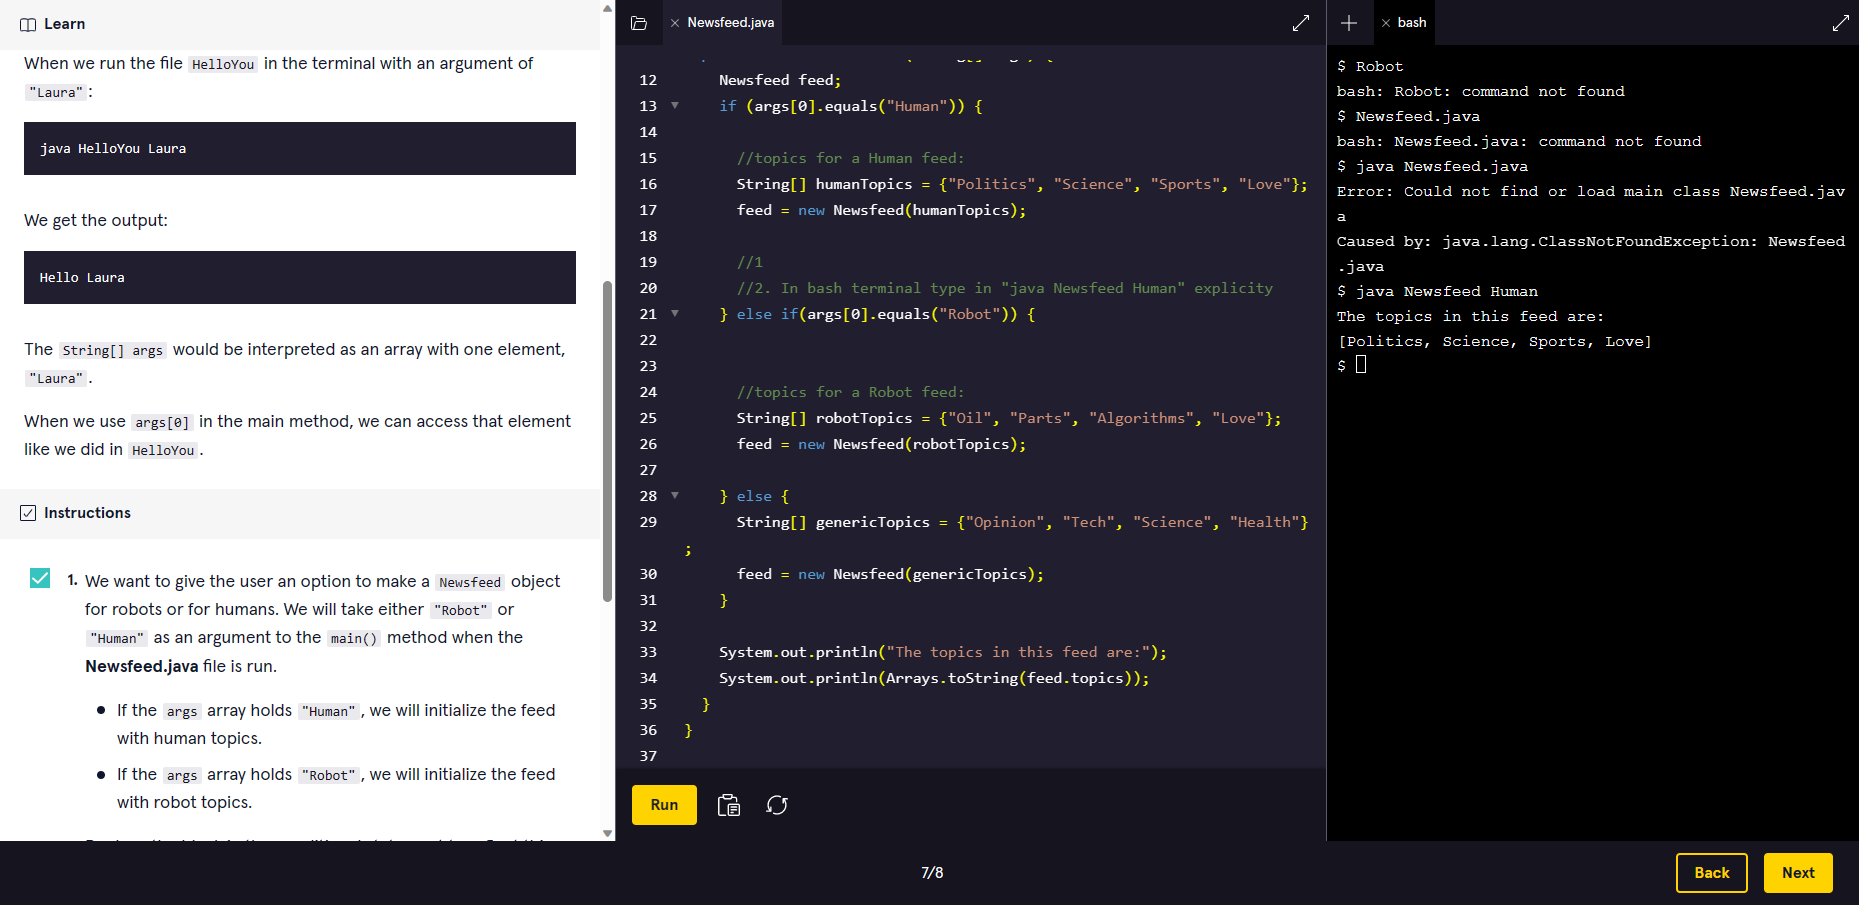 Learn
When we run the file HelloYou in the terminal with an argument of
"Laura":
java HelloYou Laura
We get the output:
Hello Laura
The String[] args would be interpreted as an array with one element,
"Laura".
When we use args[0] in the main method, we can access that element
like we did in HelloYou.
Instructions
1. We want to give the user an option to make a Newsfeed object
for robots or for humans. We will take either "Robot" or
"Human" as an argument to the main() method when the
Newsfeed.java file is run.
If the args array holds "Human", we will initialize the feed
with human topics.
If the args array holds "Robot", we will initialize the feed
with robot topics.
Newsfeed.java
12 Newsfeed feed;
13 if (args[0].equals("Human")) {
14
15 //topics for a Human feed:
16 String[] humanTopics = {"Politics", "Science", "Sports", "Love"};
17 feed = new Newsfeed(humanTopics);
18
19 //1
20 //2. In bash terminal type in "java Newsfeed Human" explicity
21 } else if(args[0].equals("Robot")) {
22
23
24 //topics for a Robot feed:
25 String[] robotTopics = {"Oil", "Parts", "Algorithms", "Love"};
26 feed = new Newsfeed(robotTopics);
27
28 } else {
29 String[] genericTopics = {"Opinion", "Tech", "Science", "Health"}
;
30 feed = new Newsfeed(genericTopics);
31 }
32
33 System.out.println("The topics in this feed are:");
34 System.out.println(Arrays.toString(feed.topics));
35 }
36 }
37
Run
bash
$ Robot
bash: Robot: command not found
$ Newsfeed.java
bash: Newsfeed.java: command not found
$ java Newsfeed.java
Error: Could not find or load main class Newsfeed.jav
a
Caused by: java.lang.ClassNotFoundException: Newsfeed
.java
$ java Newsfeed Human
The topics in this feed are:
[Politics, Science, Sports, Love]
$
7/8
Back
Next